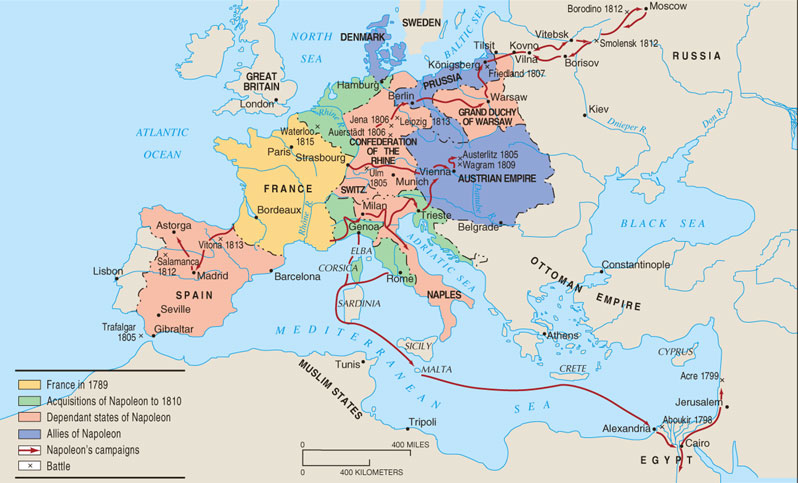 SWEDEN
NORTH
SEA
DENMARK
BALTIC SEA
Borodino 1812
Moscow
Vitebsk
Smolensk 1812
Tilsit
Kovno
Vilna
Borisov
RUSSIA
Königsberg
Friedland 1807
PRUSSIA
GREAT
BRITAIN
London
Hamburg
Berlin
Warsaw
GRAND DUCHY
OF WARSAW
Kiev
Dnieper R.
Don R.
Rhine R.
Jena 1806
Leipzig 1813
Auerstädt 1806
Waterloo
1815
CONFEDERATION
OF THE
RHINE
ATLANTIC
OCEAN
Paris
Strasbourg
Ulm
1805
Munich
Austerlitz 1805
Wagram 1809
Vienna
AUSTRIAN EMPIRE
Danube R.
FRANCE
SWITZ.
Milan
Trieste
Belgrade
Bordeaux
Rhône R.
Genoa
BLACK SEA
Astorga
Vitoria 1813
ELBA
CORSICA
ADRIATIC SEA
Salamanca
1812
Madrid
Barcelona
Rome
Lisbon
SPAIN
SARDINIA
NAPLES
Constantinople
OTTOMAN EMPIRE
Seville
Trafalgar
1805
Gibraltar
MEDITERRANEAN
SEA
SICILY
Athens
Tunis
MALTA
CRETE
CYPRUS
MUSLIM STATES
Tripoli
Acre 1799
Jerusalem
Alexandria
Aboukir 1798
Cairo
EGYPT
France in 1789
Acquisitions of Napoleon to 1810
Dependant states of Napoleon
Allies of Napoleon
Napoleon's campaigns
Battle
0
400 MILES
0
400 KILOMETERS